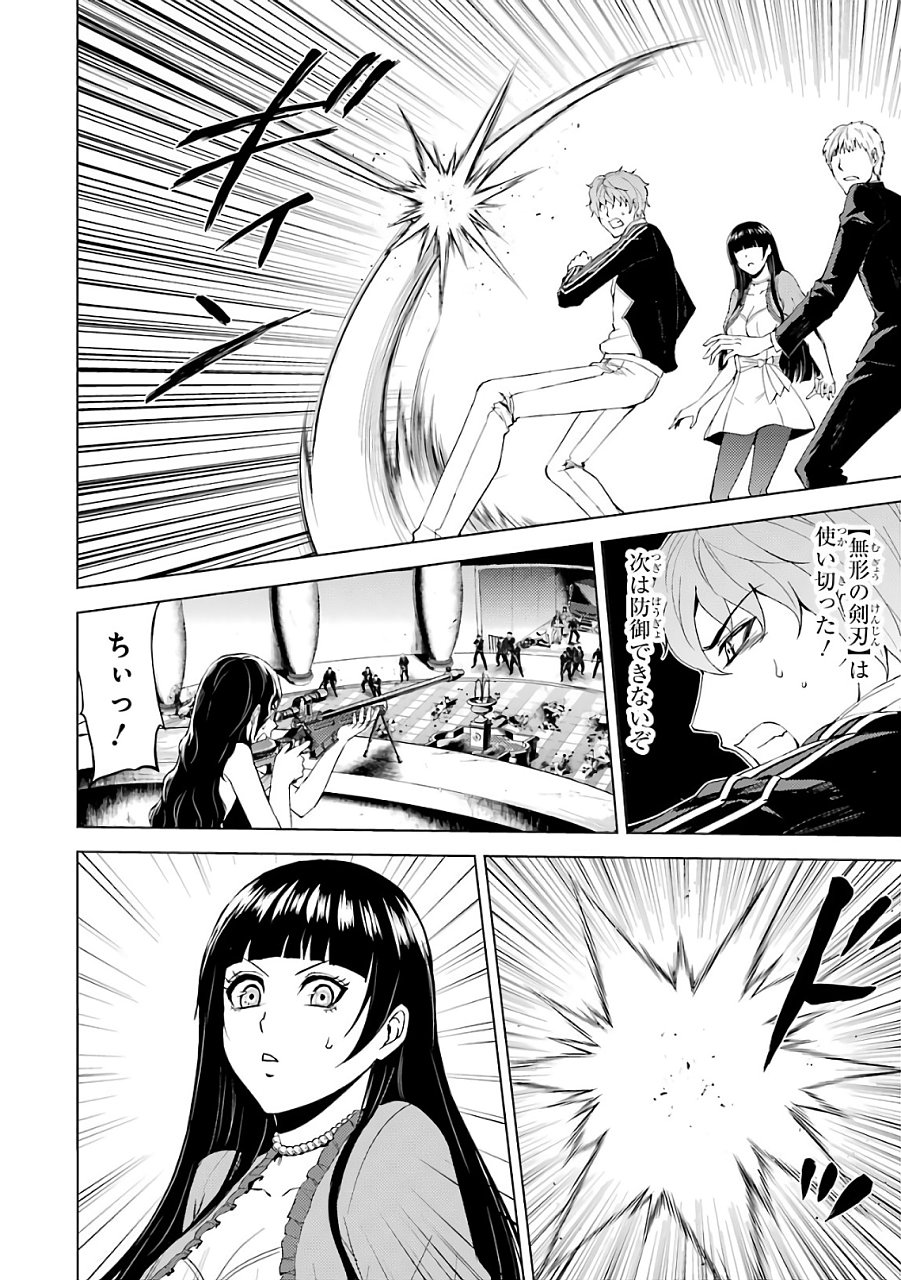 ギィン
【無形の剣刃】は
使い切った！
次は防御できないぞ
ちぃっ！
ドッ